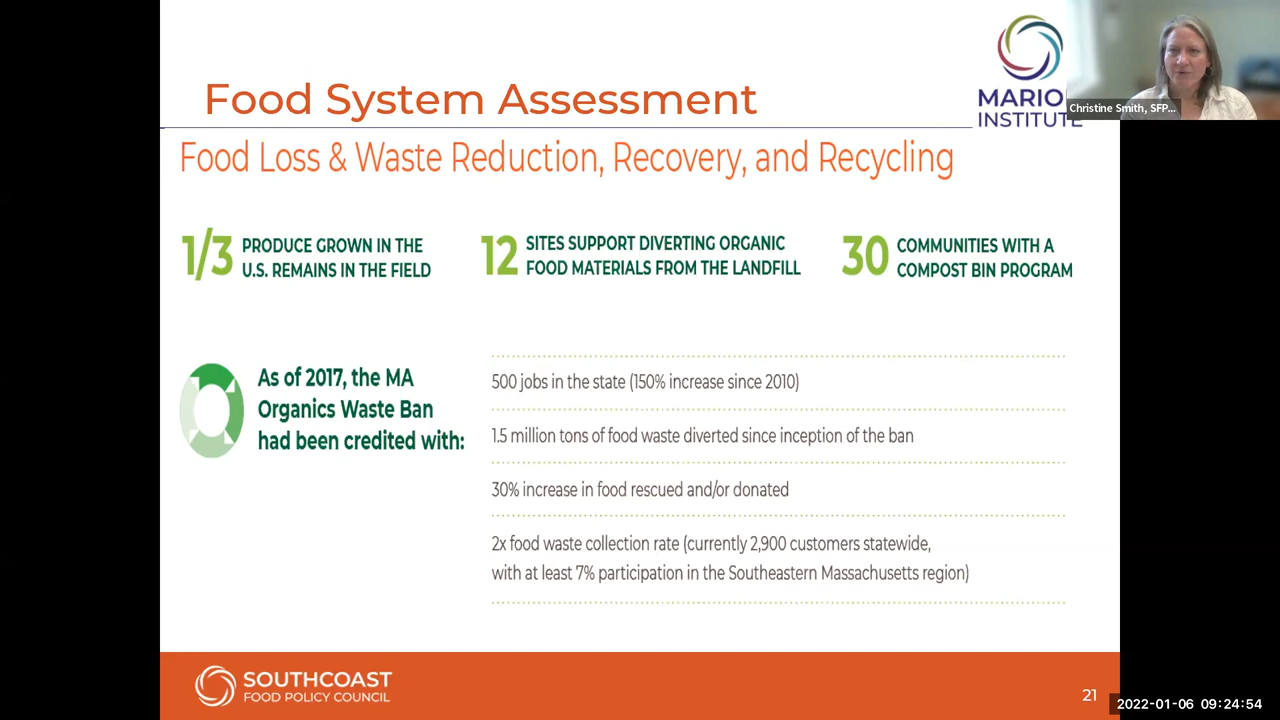 Food System Assessment
MARIO
INSTITUTE
Christine Smith, SFP...
Food Loss & Waste Reduction, Recovery, and Recycling
1/3 PRODUCE GROWN IN THE
U.S. REMAINS IN THE FIELD
12 SITES SUPPORT DIVERTING ORGANIC
FOOD MATERIALS FROM THE LANDFILL
30 COMMUNITIES WITH A
COMPOST BIN PROGRAM
As of 2017, the MA
Organics Waste Ban
had been credited with:
500 jobs in the state (150% increase since 2010)
1.5 million tons of food waste diverted since inception of the ban
30% increase in food rescued and/or donated
2x food waste collection rate (currently 2,900 customers statewide,
with at least 7% participation in the Southeastern Massachusetts region)
SOUTHCOAST
FOOD POLICY COUNCIL
21
2022-01-06 09:24:54